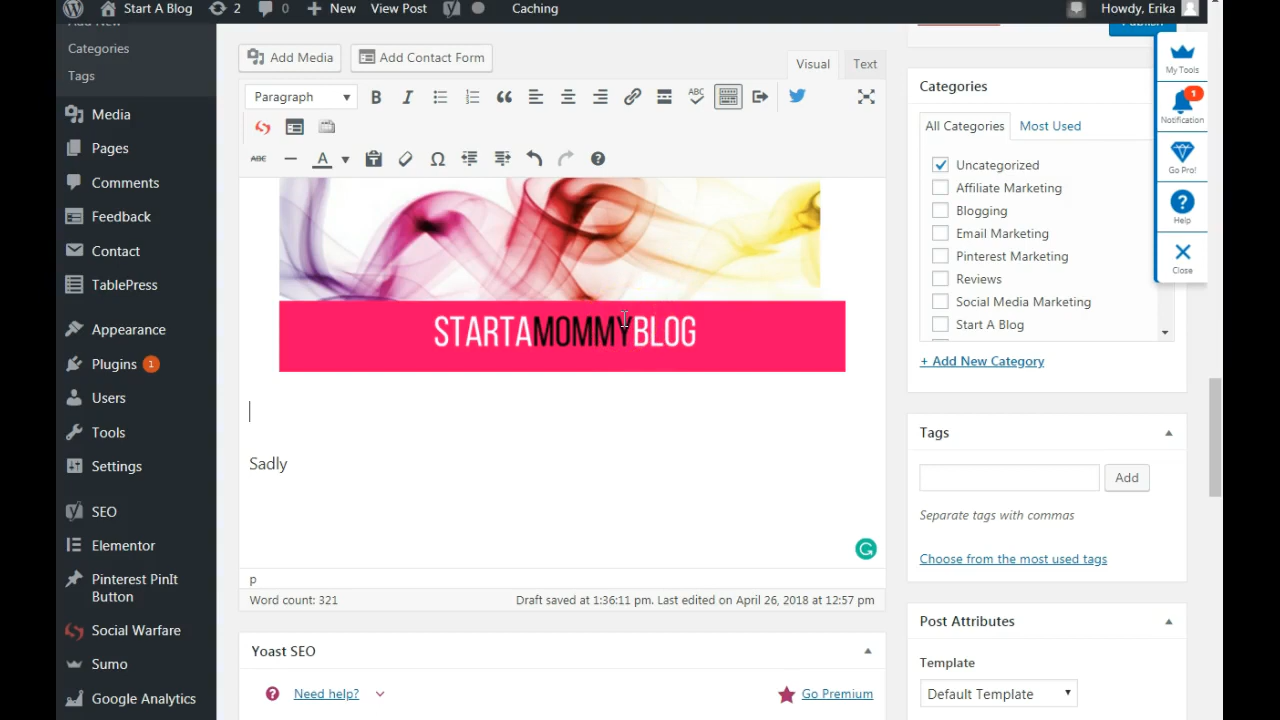 Start A Blog 2 0 New View Post Caching Howdy, Erika
Categories
Tags
Media
Pages
Comments
Feedback
Contact
TablePress
Appearance
Plugins 1
Users
Tools
Settings
SEO
Elementor
Pinterest PinIt
Button
Social Warfare
Sumo
Google Analytics
Add Media
Add Contact Form
Visual
Text
Paragraph
B I ABC
ABC A Ω
STARTAMOMMYBLOG
Sadly
p
Word count: 321
Draft saved at 1:36:11 pm. Last edited on April 26, 2018 at 12:57 pm
Yoast SEO
Need help?
Go Premium
Categories
All Categories
Most Used
Uncategorized
Affiliate Marketing
Blogging
Email Marketing
Pinterest Marketing
Reviews
Social Media Marketing
Start A Blog
+ Add New Category
Tags
Add
Separate tags with commas
Choose from the most used tags
Post Attributes
Template
Default Template
My Tools
1
Notification
Go Pro!
Help
Close